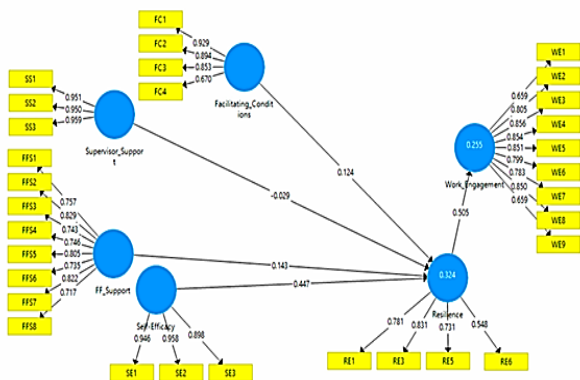 FC1
FC2
FC3
FC4
0.929
0.894
0.853
0.670
Facilitating_Condit
ions
SS1
SS2
SS3
0.951
0.950
0.959
Supervisor_Suppor
t
FFS1
FFS2
FFS3
FFS4
FFS5
FFS6
FFS7
FFS8
0.757
0.829
0.743
0.746
0.805
0.735
0.822
0.717
FF_Support
Self-Efficacy
0.946
0.958
0.898
SE1
SE2
SE3
0.124
-0.029
0.143
0.447
0.324
Resilience
0.781
0.831
0.731
0.548
RE1
RE3
RE5
RE6
0.505
0.255
Work_Engagement
0.659
0.805
0.856
0.854
0.851
0.799
0.783
0.850
0.659
WE1
WE2
WE3
WE4
WE5
WE6
WE7
WE8
WE9